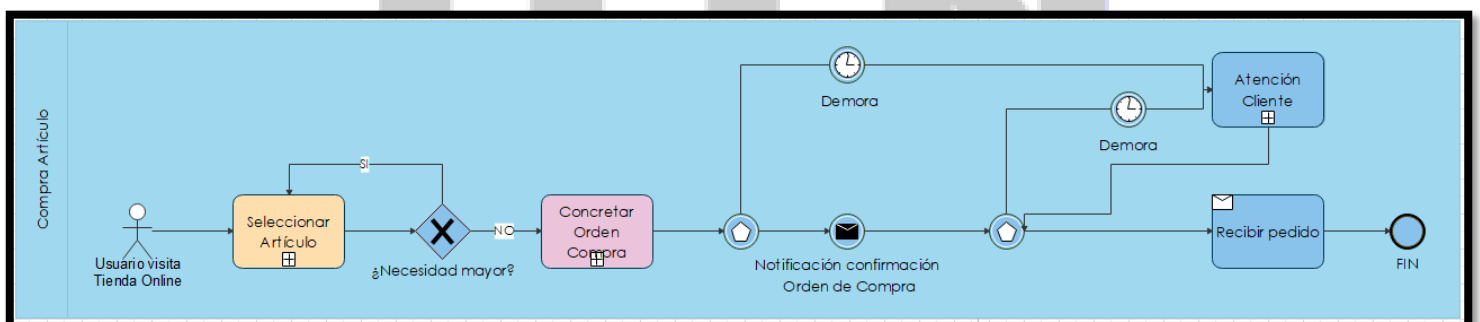 Compra Artículo
Usuario visita
Tienda Online
Seleccionar
Artículo
SI
¿Necesidad mayor?
NO
Concretar
Orden
Compra
Demora
Notificación confirmación
Orden de Compra
Demora
Atención
Cliente
Recibir pedido
FIN